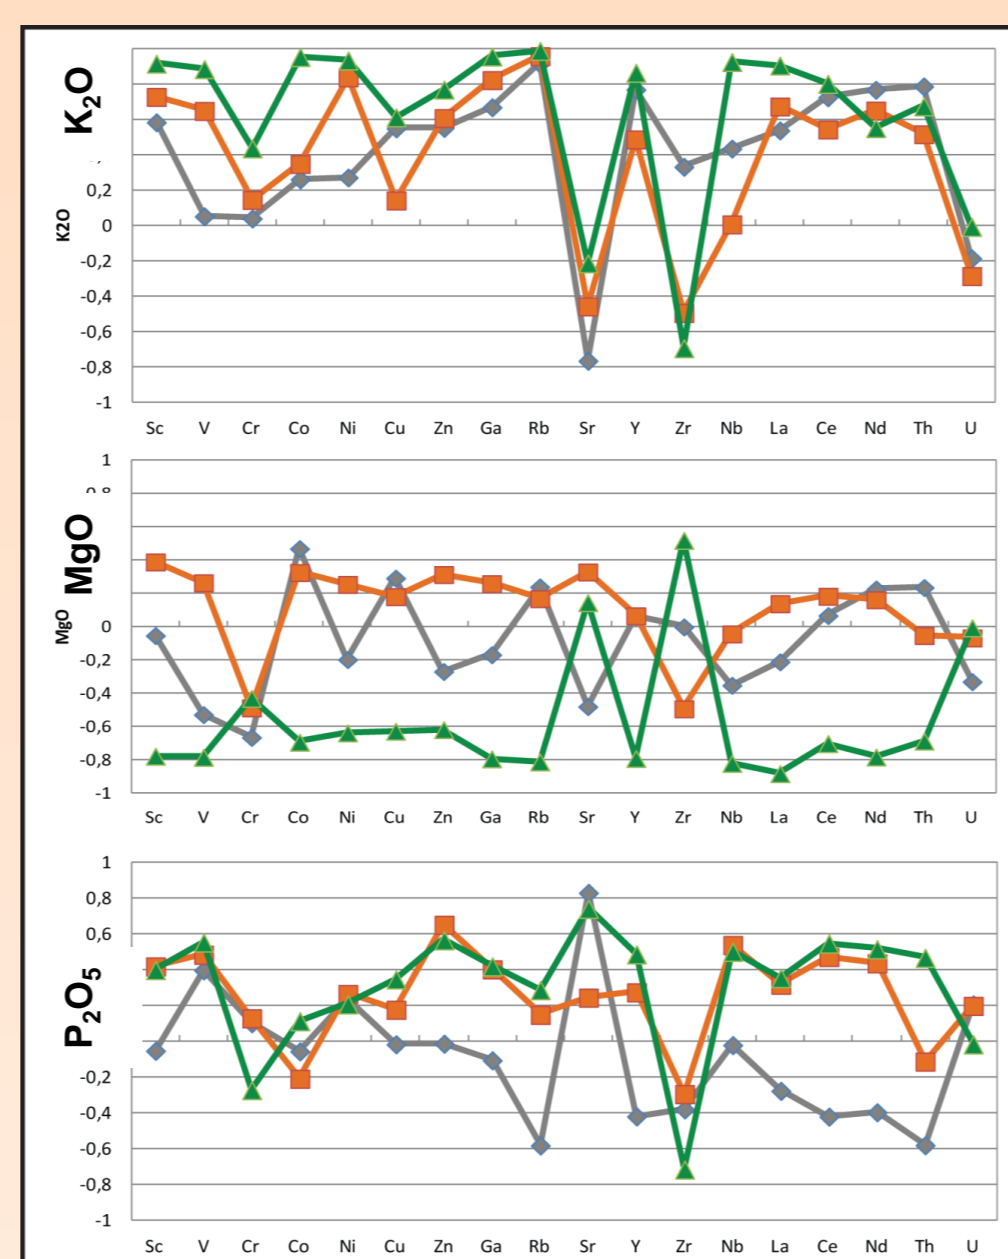 K₂O
K2O
0,2
0
-0,2
-0,4
-0,6
-0,8
-1
Sc V Cr Co Ni Cu Zn Ga Rb Sr Y Zr Nb La Ce Nd Th U
MgO
MgO
1
0,8
0
-0,2
-0,4
-0,6
-0,8
-1
Sc V Cr Co Ni Cu Zn Ga Rb Sr Y Zr Nb La Ce Nd Th U
P₂O₅
1
0,8
0,6
-0,2
-0,4
-0,6
-0,8
-1
Sc V Cr Co Ni Cu Zn Ga Rb Sr Y Zr Nb La Ce Nd Th U